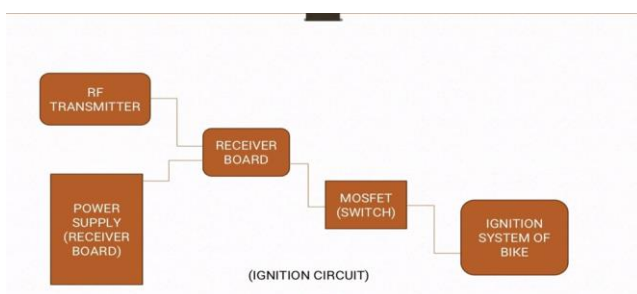 RF
TRANSMITTER
RECEIVER
BOARD
POWER
SUPPLY
(RECEIVER
BOARD)
MOSFET
(SWITCH)
IGNITION
SYSTEM OF
BIKE
(IGNITION CIRCUIT)